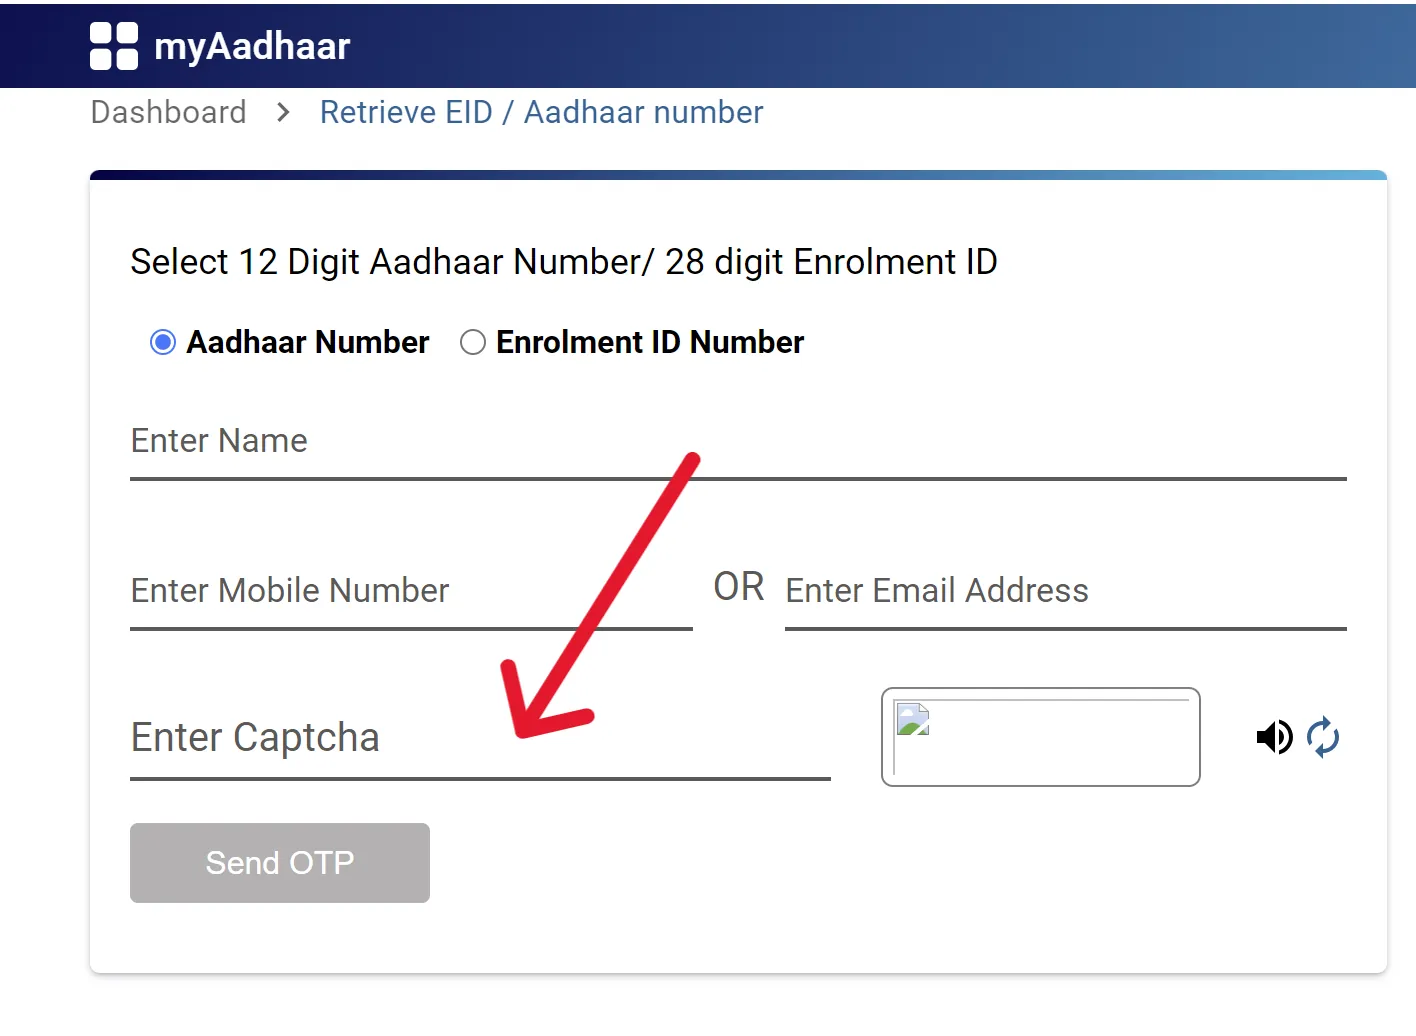 myAadhaar
Dashboard > Retrieve EID / Aadhaar number
Select 12 Digit Aadhaar Number/ 28 digit Enrolment ID
Aadhaar Number Enrolment ID Number
Enter Name
Enter Mobile Number OR Enter Email Address
Enter Captcha
Send OTP